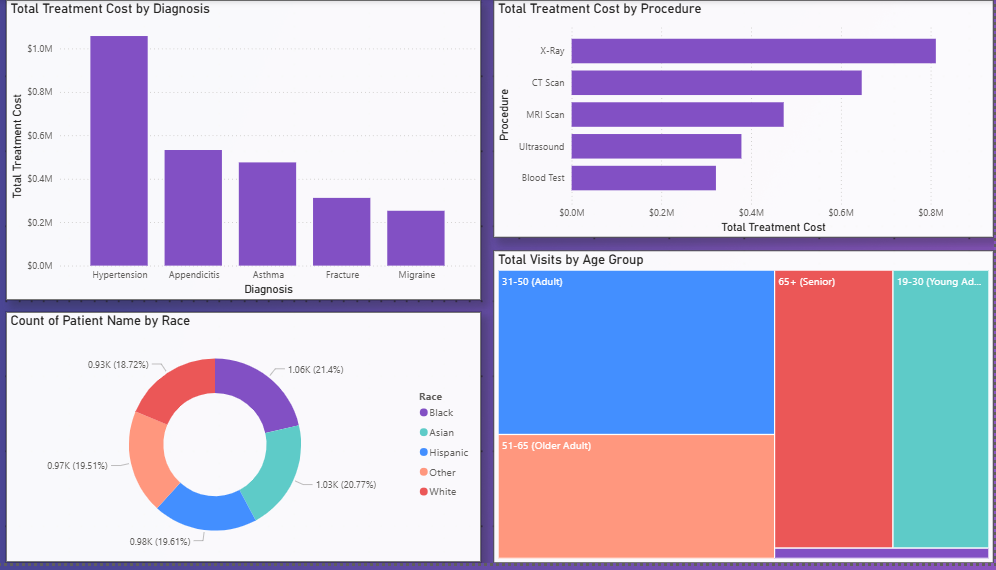 Total Treatment Cost by Diagnosis
Total Treatment Cost
$1.0M
$0.8M
$0.6M
$0.4M
$0.2M
$0.0M
Hypertension Appendicitis Asthma Fracture Migraine
Diagnosis
Total Treatment Cost by Procedure
Procedure
X-Ray
CT Scan
MRI Scan
Ultrasound
Blood Test
$0.0M $0.2M $0.4M $0.6M $0.8M
Total Treatment Cost
Count of Patient Name by Race
0.93K (18.72%)
1.06K (21.4%)
0.97K (19.51%)
1.03K (20.77%)
0.98K (19.61%)
Race
Black
Asian
Hispanic
Other
White
Total Visits by Age Group
31-50 (Adult)
65+ (Senior)
19-30 (Young Ad...
51-65 (Older Adult)